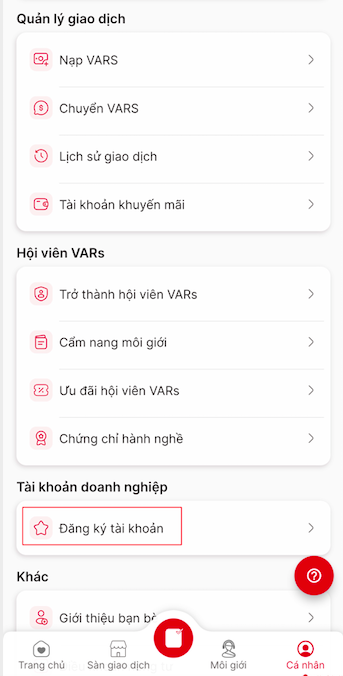 Quản lý giao dịch
Nạp VARS
Chuyển VARS
Lịch sử giao dịch
Tài khoản khuyến mãi
Hội viên VARs
Trở thành hội viên VARs
Cẩm nang môi giới
Ưu đãi hội viên VARs
Chứng chỉ hành nghề
Tài khoản doanh nghiệp
Đăng ký tài khoản
Khác
Giới thiệu bạn bè
Trang chủ
Sàn giao dịch
Môi giới
Cá nhân